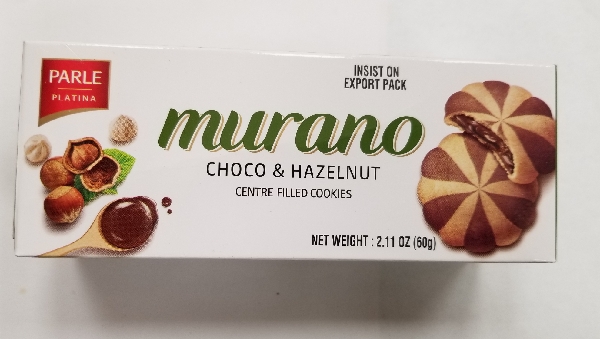 PARLE
PLATINA
INSIST ON
EXPORT PACK
murano
CHOCO & HAZELNUT
CENTRE FILLED COOKIES
NET WEIGHT : 2.11 OZ (60g)